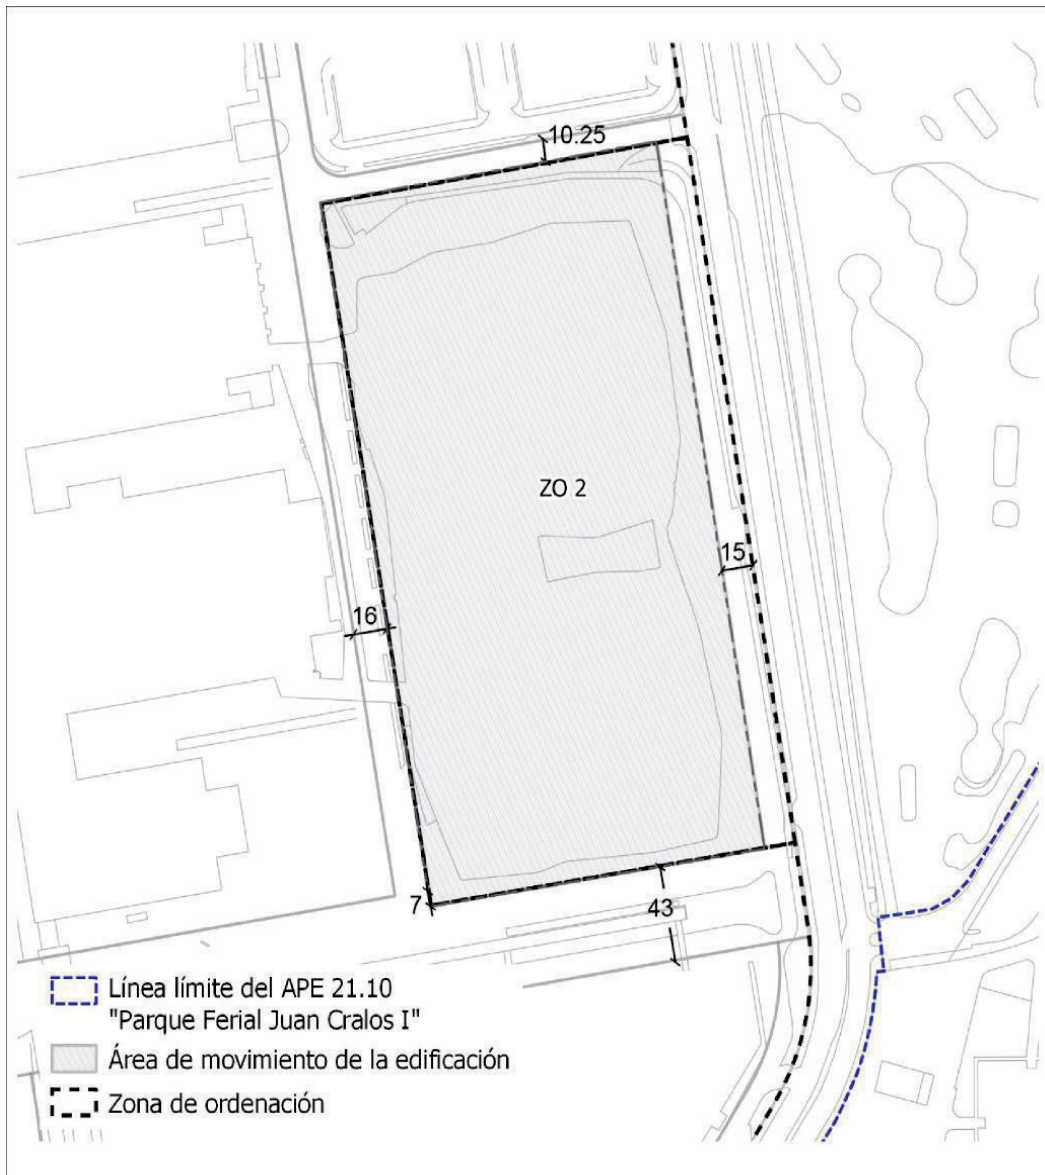 10.25
ZO 2
15
16
7
43
Línea límite del APE 21.10
"Parque Ferial Juan Cralos I"
Área de movimiento de la edificación
Zona de ordenación